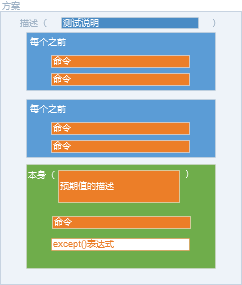 方案
描述（ 测试说明 ）
每个之前
命令
命令
每个之前
命令
命令
本身（ ）
预期值的描述
命令
except()表达式